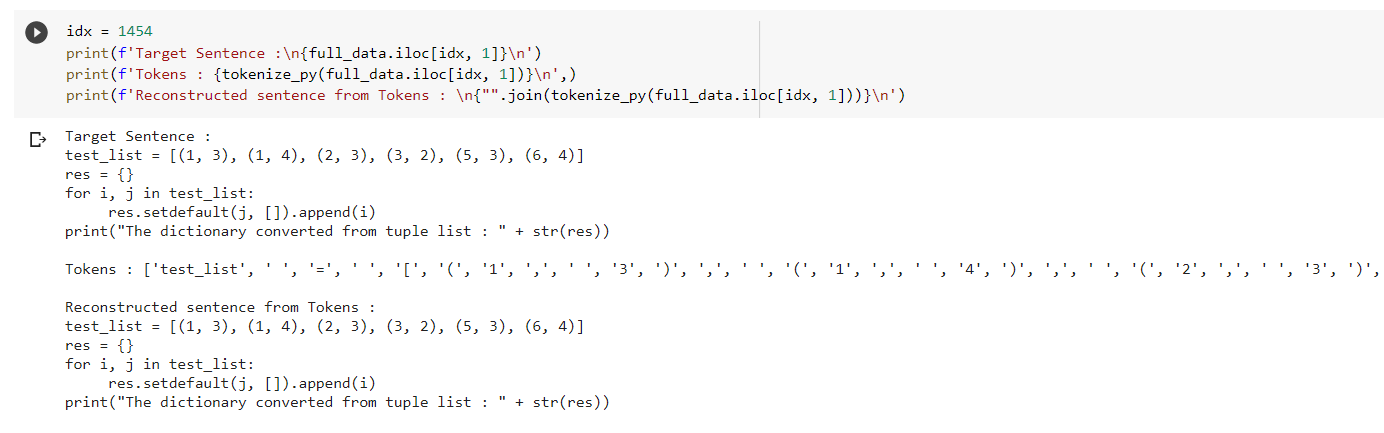 idx = 1454
print(f'Target Sentence :\n{full_data.iloc[idx, 1]}\n')
print(f'Tokens : {tokenize_py(full_data.iloc[idx, 1])}\n',)
print(f'Reconstructed sentence from Tokens : \n{"".join(tokenize_py(full_data.iloc[idx, 1]))}\n')
Target Sentence :
test_list = [(1, 3), (1, 4), (2, 3), (3, 2), (5, 3), (6, 4)]
res = {}
for i, j in test_list:
     res.setdefault(j, []).append(i)
print("The dictionary converted from tuple list : " + str(res))
Tokens : ['test_list', ' ', '=', ' ', '[', '(', '1', ',', ' ', '3', ')', ',', ' ', '(', '1', ',', ' ', '4', ')', ',', ' ', '(', '2', ',', ' ', '3', ')',
Reconstructed sentence from Tokens :
test_list = [(1, 3), (1, 4), (2, 3), (3, 2), (5, 3), (6, 4)]
res = {}
for i, j in test_list:
     res.setdefault(j, []).append(i)
print("The dictionary converted from tuple list : " + str(res))